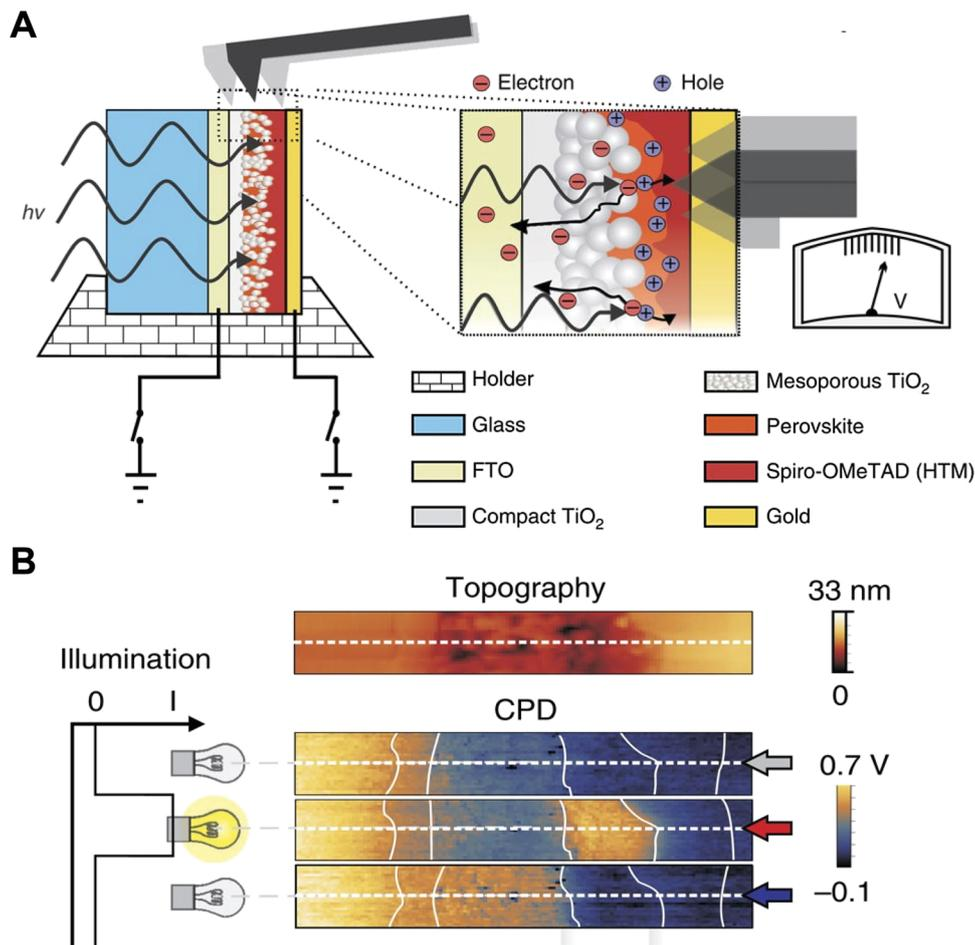 A
Electron
Hole
hv
V
Holder
Glass
FTO
Compact TiO2
Mesoporous TiO2
Perovskite
Spiro-OMeTAD (HTM)
Gold
B
Topography
33 nm
0
Illumination
0 I
CPD
0.7 V
–0.1